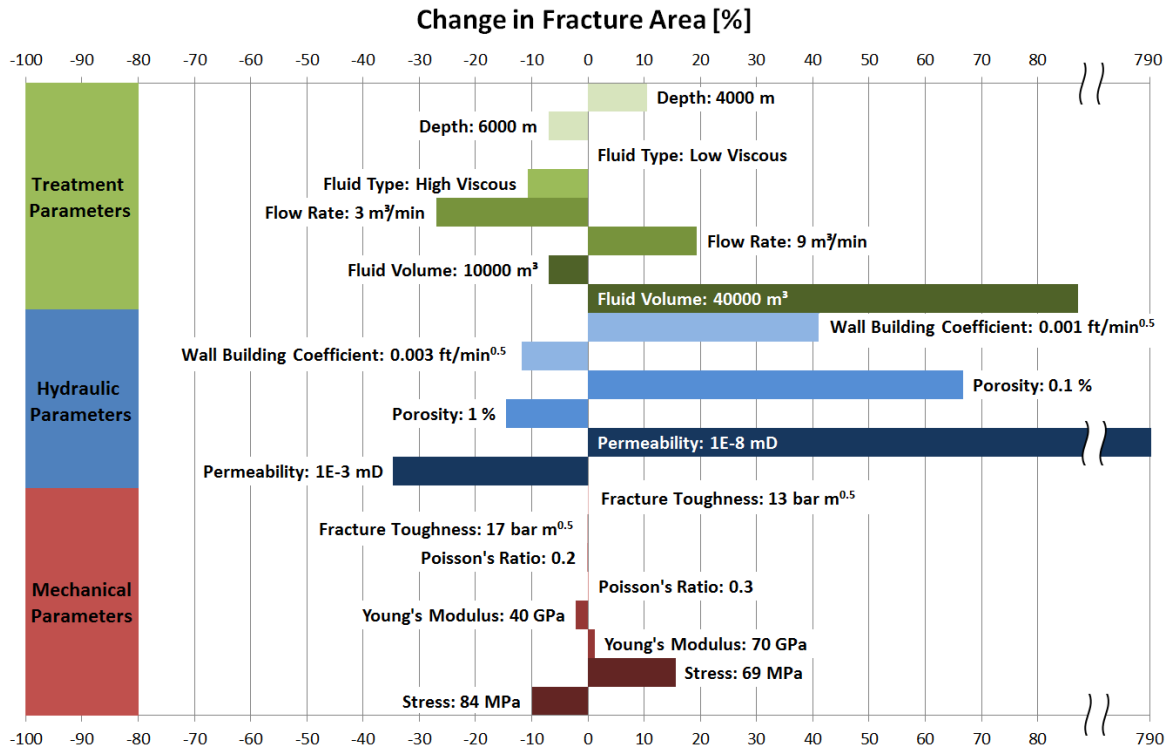 Change in Fracture Area [%]
-100 -90 -80 -70 -60 -50 -40 -30 -20 -10 0 10 20 30 40 50 60 70 80 790
Depth: 4000 m
Depth: 6000 m
Fluid Type: Low Viscous
Treatment
Parameters
Fluid Type: High Viscous
Flow Rate: 3 m³/min
Flow Rate: 9 m³/min
Fluid Volume: 10000 m³
Fluid Volume: 40000 m³
Wall Building Coefficient: 0.001 ft/min⁰·⁵
Wall Building Coefficient: 0.003 ft/min⁰·⁵
Hydraulic
Parameters
Porosity: 0.1 %
Porosity: 1 %
Permeability: 1E-8 mD
Permeability: 1E-3 mD
Fracture Toughness: 13 bar m⁰·⁵
Fracture Toughness: 17 bar m⁰·⁵
Poisson's Ratio: 0.2
Mechanical
Parameters
Poisson's Ratio: 0.3
Young's Modulus: 40 GPa
Young's Modulus: 70 GPa
Stress: 69 MPa
Stress: 84 MPa
-100 -90 -80 -70 -60 -50 -40 -30 -20 -10 0 10 20 30 40 50 60 70 80 790